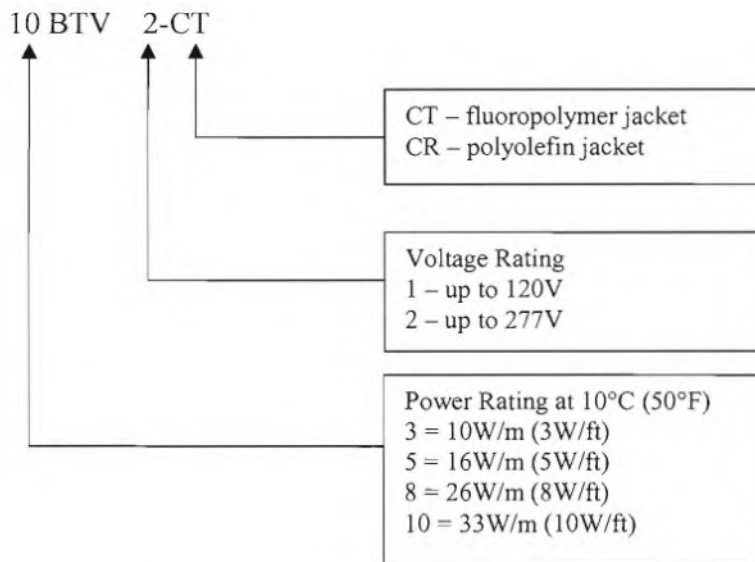 10 BTV 2-CT
CT – fluoropolymer jacket
CR – polyolefin jacket
Voltage Rating
1 – up to 120V
2 – up to 277V
Power Rating at 10°C (50°F)
3 = 10W/m (3W/ft)
5 = 16W/m (5W/ft)
8 = 26W/m (8W/ft)
10 = 33W/m (10W/ft)